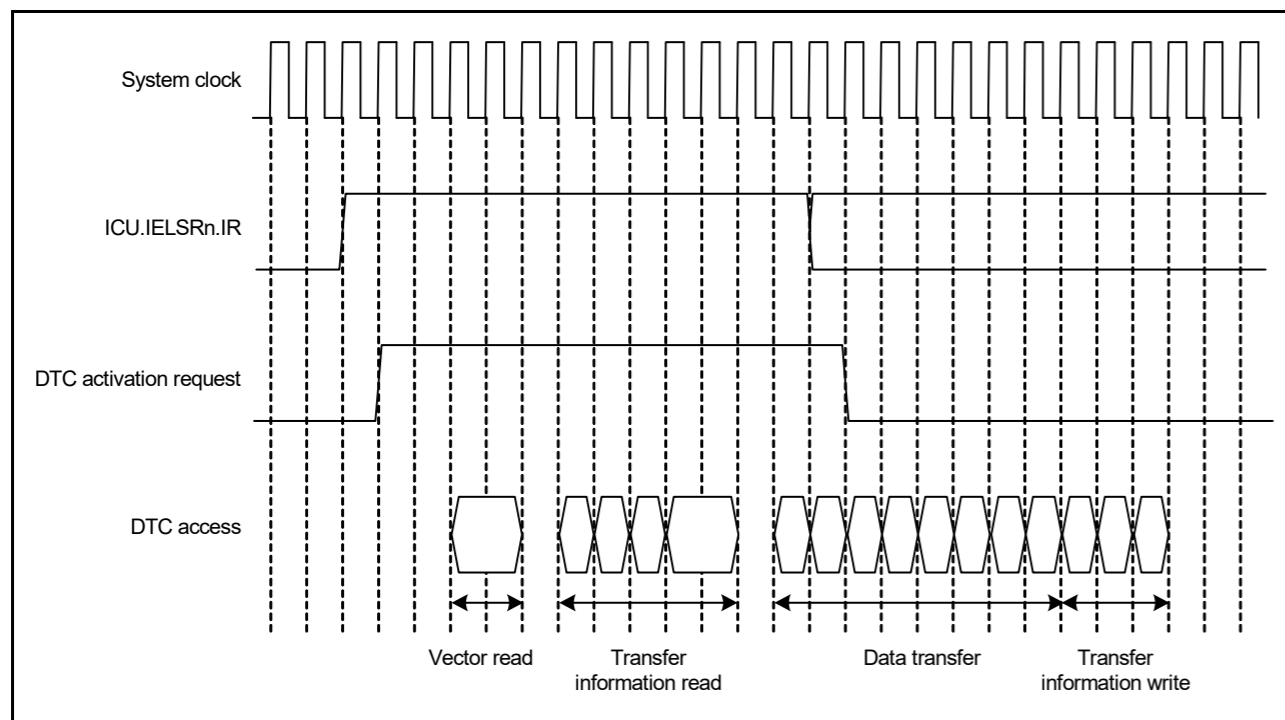 System clock
ICU.IELSRn.IR
DTC activation request
DTC access
Vector read
Transfer
information read
Data transfer
Transfer
information write